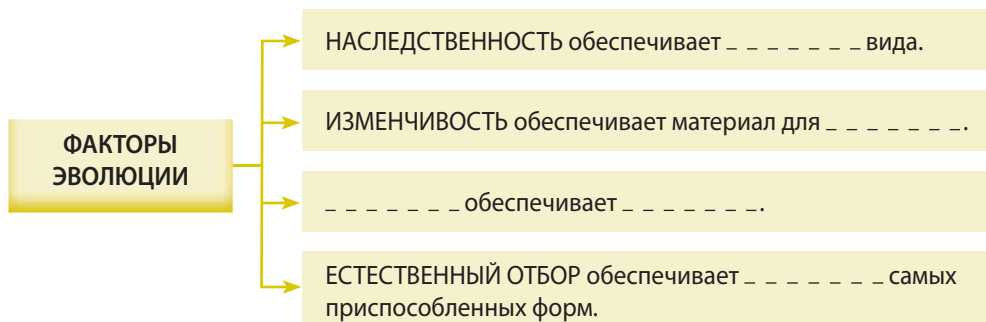 НАСЛЕДСТВЕННОСТЬ обеспечивает _ _ _ _ _ _ _ вида.
ИЗМЕНЧИВОСТЬ обеспечивает материал для _ _ _ _ _ _ _.
ФАКТОРЫ
ЭВОЛЮЦИИ
_ _ _ _ _ _ _ обеспечивает _ _ _ _ _ _ _.
ЕСТЕСТВЕННЫЙ ОТБОР обеспечивает _ _ _ _ _ _ _ самых
приспособленных форм.